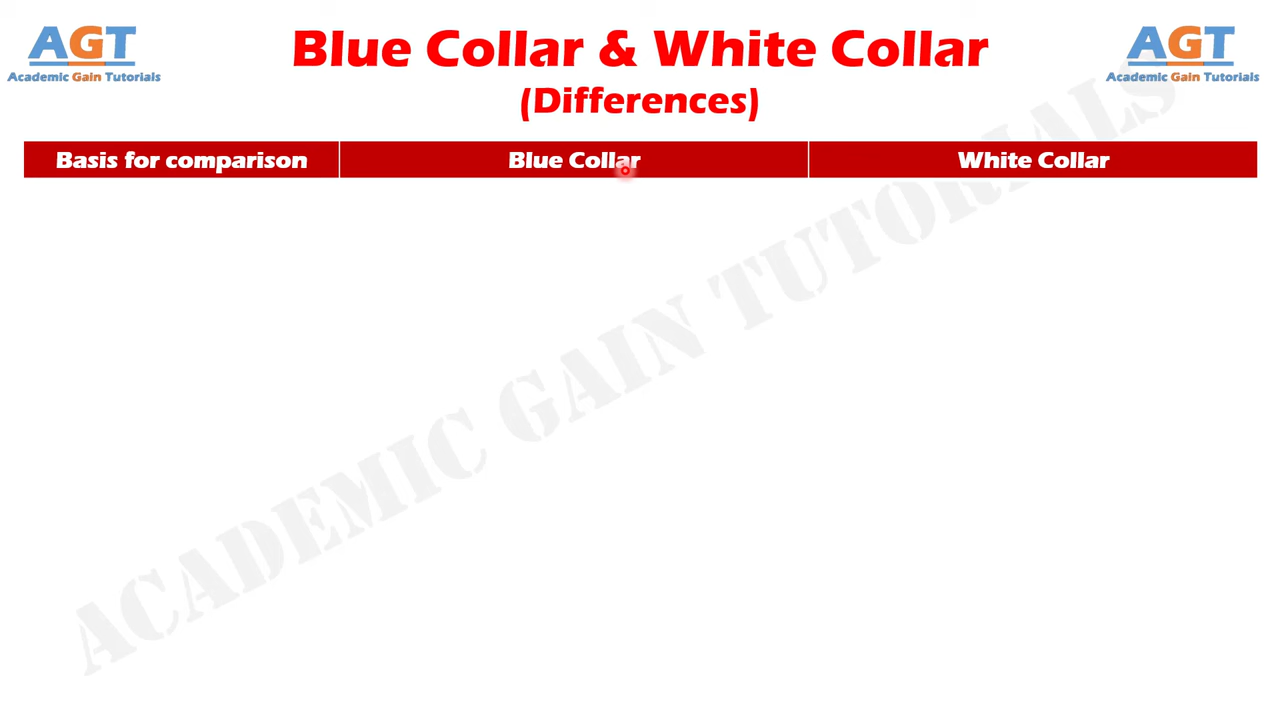 AGT
Academic Gain Tutorials
Blue Collar & White Collar
(Differences)
AGT
Academic Gain Tutorials
Basis for comparison Blue Collar White Collar
ACADEMIC GAIN TUTORIALS